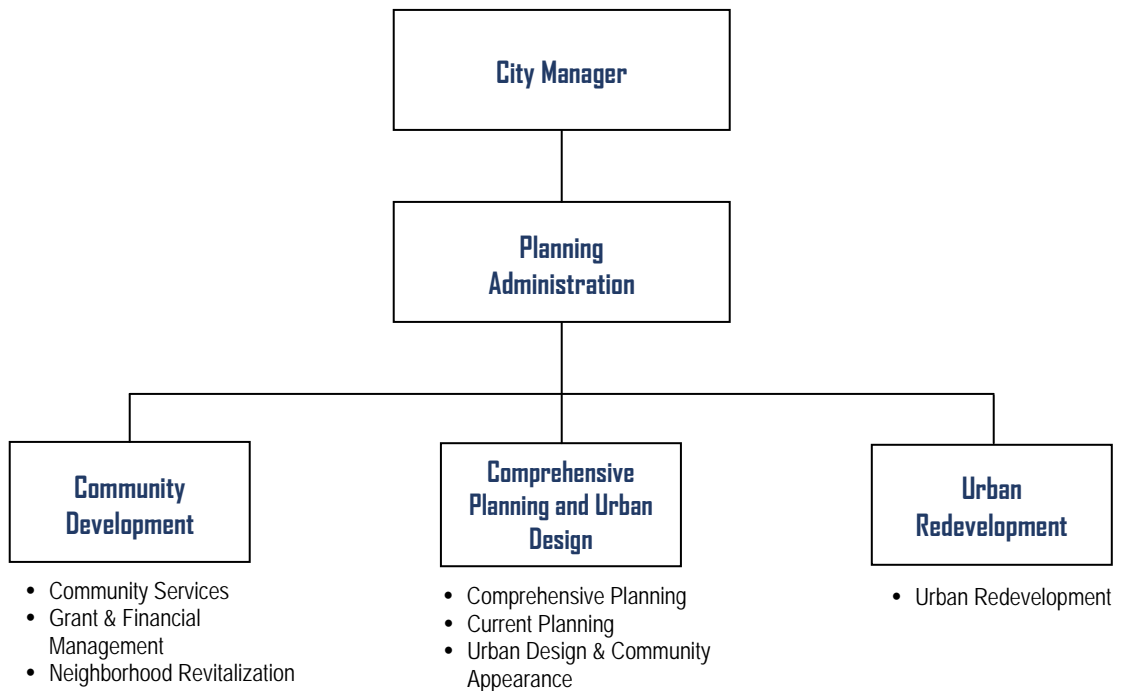 City Manager
Planning
Administration
Community
Development
• Community Services
• Grant & Financial
Management
• Neighborhood Revitalization
Comprehensive
Planning and Urban
Design
• Comprehensive Planning
• Current Planning
• Urban Design & Community
Appearance
Urban
Redevelopment
• Urban Redevelopment